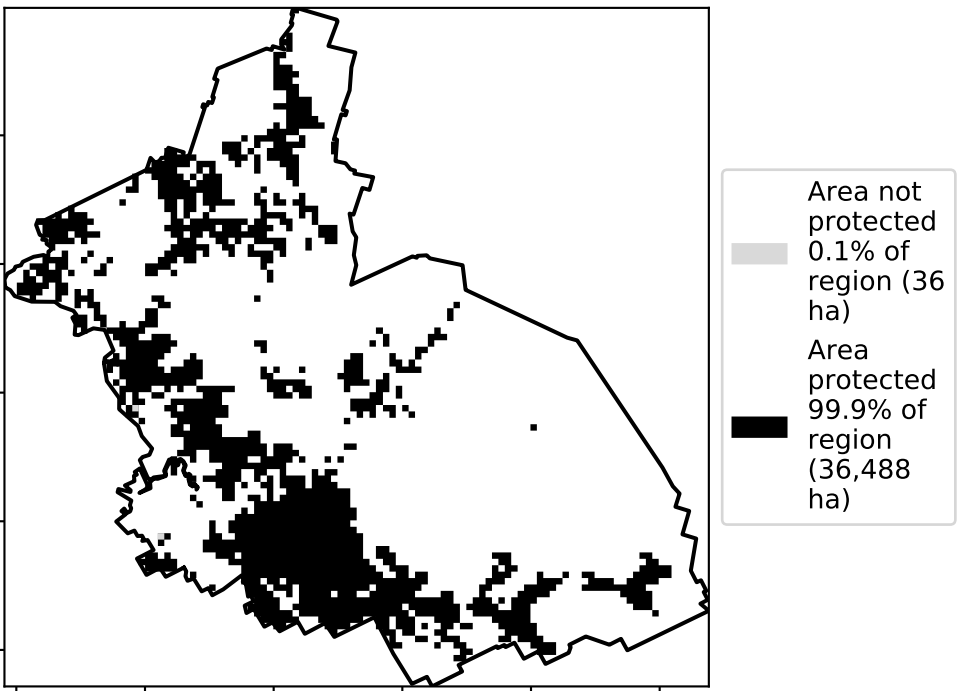 Area not
protected
0.1% of
region (36
ha)
Area
protected
99.9% of
region
(36,488
ha)